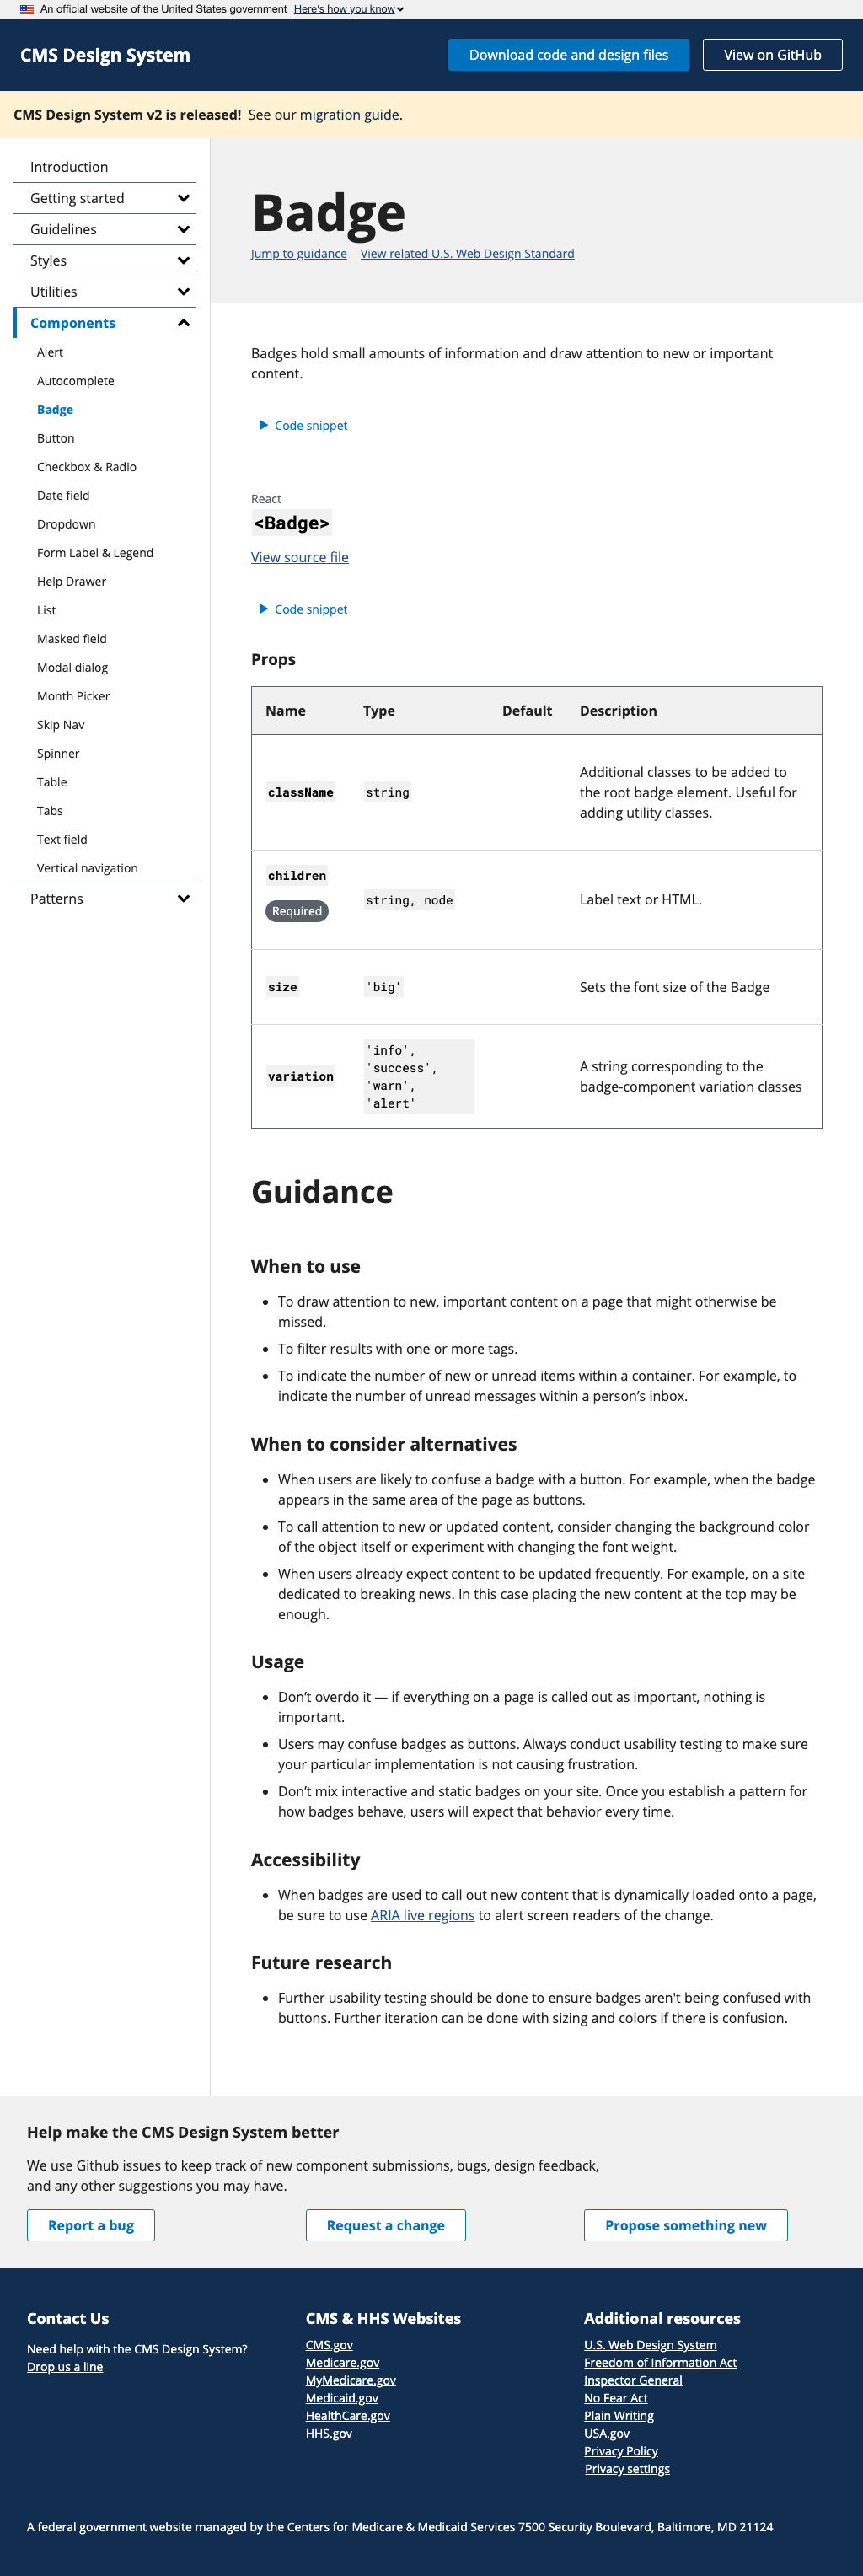 An official website of the United States government Here's how you know
CMS Design System
Download code and design files
View on GitHub
CMS Design System v2 is released! See our migration guide.
Introduction
Getting started
Guidelines
Styles
Utilities
Components
Alert
Autocomplete
Badge
Button
Checkbox & Radio
Date field
Dropdown
Form Label & Legend
Help Drawer
List
Masked field
Modal dialog
Month Picker
Skip Nav
Spinner
Table
Tabs
Text field
Vertical navigation
Patterns
Badge
Jump to guidance View related U.S. Web Design Standard
Badges hold small amounts of information and draw attention to new or important
content.
Code snippet
React
<Badge>
View source file
Code snippet
Props
Name Type Default Description
className string Additional classes to be added to
the root badge element. Useful for
adding utility classes.
children
Required
string, node Label text or HTML.
size 'big' Sets the font size of the Badge
variation
'info',
'success',
'warn',
'alert'
A string corresponding to the
badge-component variation classes
Guidance
When to use
To draw attention to new, important content on a page that might otherwise be
missed.
To filter results with one or more tags.
To indicate the number of new or unread items within a container. For example, to
indicate the number of unread messages within a person’s inbox.
When to consider alternatives
When users are likely to confuse a badge with a button. For example, when the badge
appears in the same area of the page as buttons.
To call attention to new or updated content, consider changing the background color
of the object itself or experiment with changing the font weight.
When users already expect content to be updated frequently. For example, on a site
dedicated to breaking news. In this case placing the new content at the top may be
enough.
Usage
Don’t overdo it — if everything on a page is called out as important, nothing is
important.
Users may confuse badges as buttons. Always conduct usability testing to make sure
your particular implementation is not causing frustration.
Don’t mix interactive and static badges on your site. Once you establish a pattern for
how badges behave, users will expect that behavior every time.
Accessibility
When badges are used to call out new content that is dynamically loaded onto a page,
be sure to use ARIA live regions to alert screen readers of the change.
Future research
Further usability testing should be done to ensure badges aren't being confused with
buttons. Further iteration can be done with sizing and colors if there is confusion.
Help make the CMS Design System better
We use Github issues to keep track of new component submissions, bugs, design feedback,
and any other suggestions you may have.
Report a bug
Request a change
Propose something new
Contact Us
Need help with the CMS Design System?
Drop us a line
CMS & HHS Websites
CMS.gov
Medicare.gov
MyMedicare.gov
Medicaid.gov
HealthCare.gov
HHS.gov
Additional resources
U.S. Web Design System
Freedom of Information Act
Inspector General
No Fear Act
Plain Writing
USA.gov
Privacy Policy
Privacy settings
A federal government website managed by the Centers for Medicare & Medicaid Services 7500 Security Boulevard, Baltimore, MD 21124